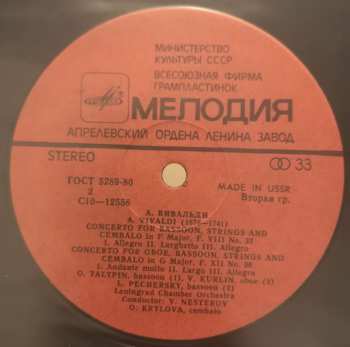 МИНИСТЕРСТВО
КУЛЬТУРЫ СССР
ВСЕСОЮЗНАЯ ФИРМА
ГРАМПЛАСТИНОК
МЕЛОДИЯ
АПРЕЛЕВСКИЙ ОРДЕНА ЛЕНИНА ЗАВОД
STEREO 33
ГОСТ 5289-80 MADE IN USSR
2 Вторая гр.
С10—12556
А. ВИВАЛЬДИ
A. VIVALDI (1678—1741)
CONCERTO FOR BASSOON, STRINGS AND
CEMBALO in F Major, F. VIII No.
I. Allegro II. Larghetto III. Allegro
CONCERTO FOR OBOE, BASSOON, STRINGS AND
CEMBALO in G Major, F. XII No.
I. Andante molto II. Largo III. Allegro
O. TALYPIN, bassoon (1) V. KURLIN, oboe (2)
L. PECHERSKY, bassoon (2)
Leningrad Chamber Orchestra
Conductor: V. NESTEROV
O. KRYLOVA, cembalo